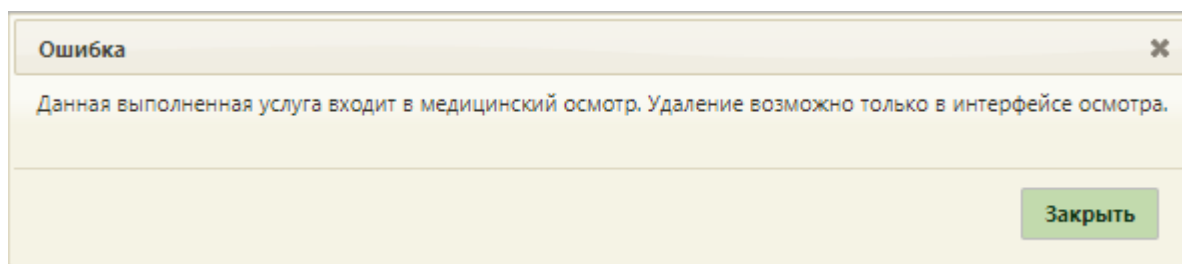 Ошибка
Данная выполненная услуга входит в медицинский осмотр. Удаление возможно только в интерфейсе осмотра.
Закрыть